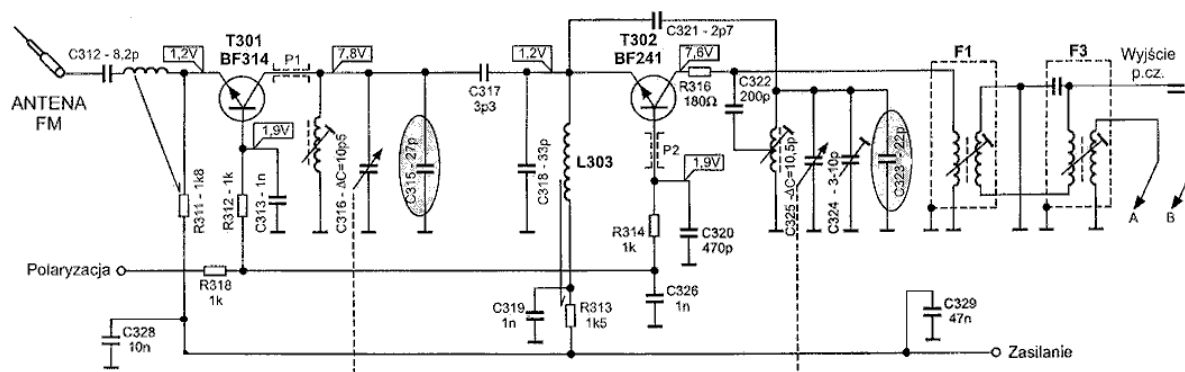 ANTENA
FM
C312 - 8,2p
1,2V
T301
BF314
P1
7,8V
1,9V
R311 - 1k8
R312 - 1k
C313 - 1n
C316 - ΔC=10p5
C315 - 27p
C317
3p3
1,2V
C318 - 33p
L303
C321 - 2p7
T302
BF241
7,6V
R316
180Ω
C322
200p
P2
1,9V
R314
1k
C320
470p
C325 - ΔC=10,5p
C324 - 3-10p
C323 - 22p
F1
F3
Wyjście
p.cz.
A
B
Polaryzacja
R318
1k
C328
10n
C319
1n
R313
1k5
C326
1n
C329
47n
Zasilanie